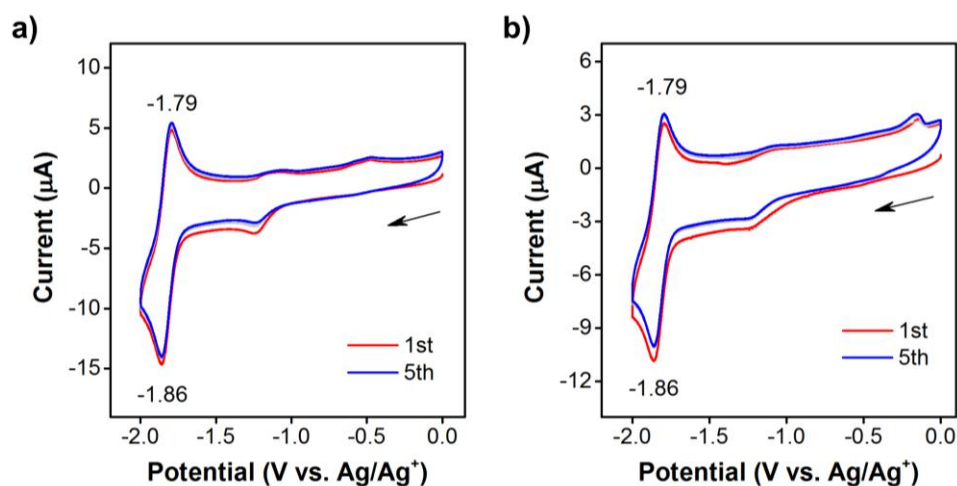 a)
10
5
0
-5
-10
-15
Current (µA)
-1.79
-1.86
1st
5th
-2.0 -1.5 -1.0 -0.5 0.0
Potential (V vs. Ag/Ag⁺)
b)
6
3
0
-3
-6
-9
-12
Current (µA)
-1.79
-1.86
1st
5th
-2.0 -1.5 -1.0 -0.5 0.0
Potential (V vs. Ag/Ag⁺)